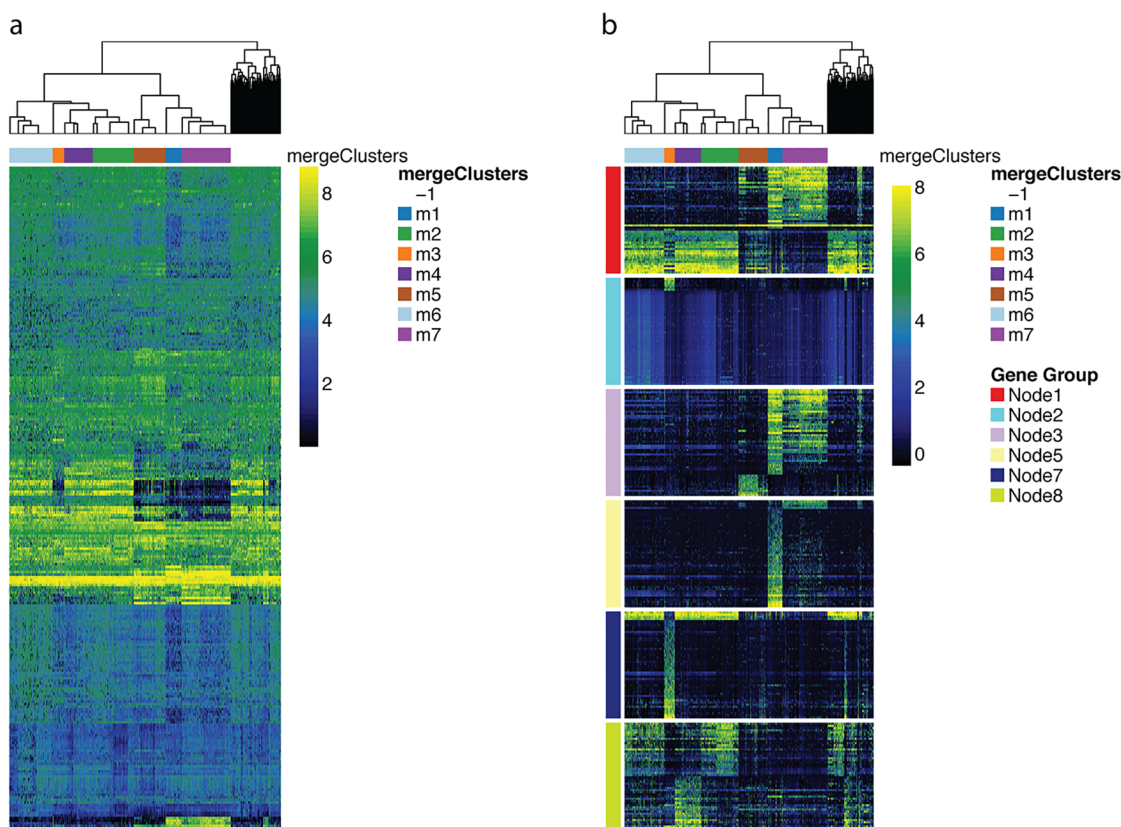 a
b
mergeClusters
8
6
4
2
mergeClusters
−1
m1
m2
m3
m4
m5
m6
m7
mergeClusters
8
6
4
2
0
mergeClusters
−1
m1
m2
m3
m4
m5
m6
m7
Gene Group
Node1
Node2
Node3
Node5
Node7
Node8